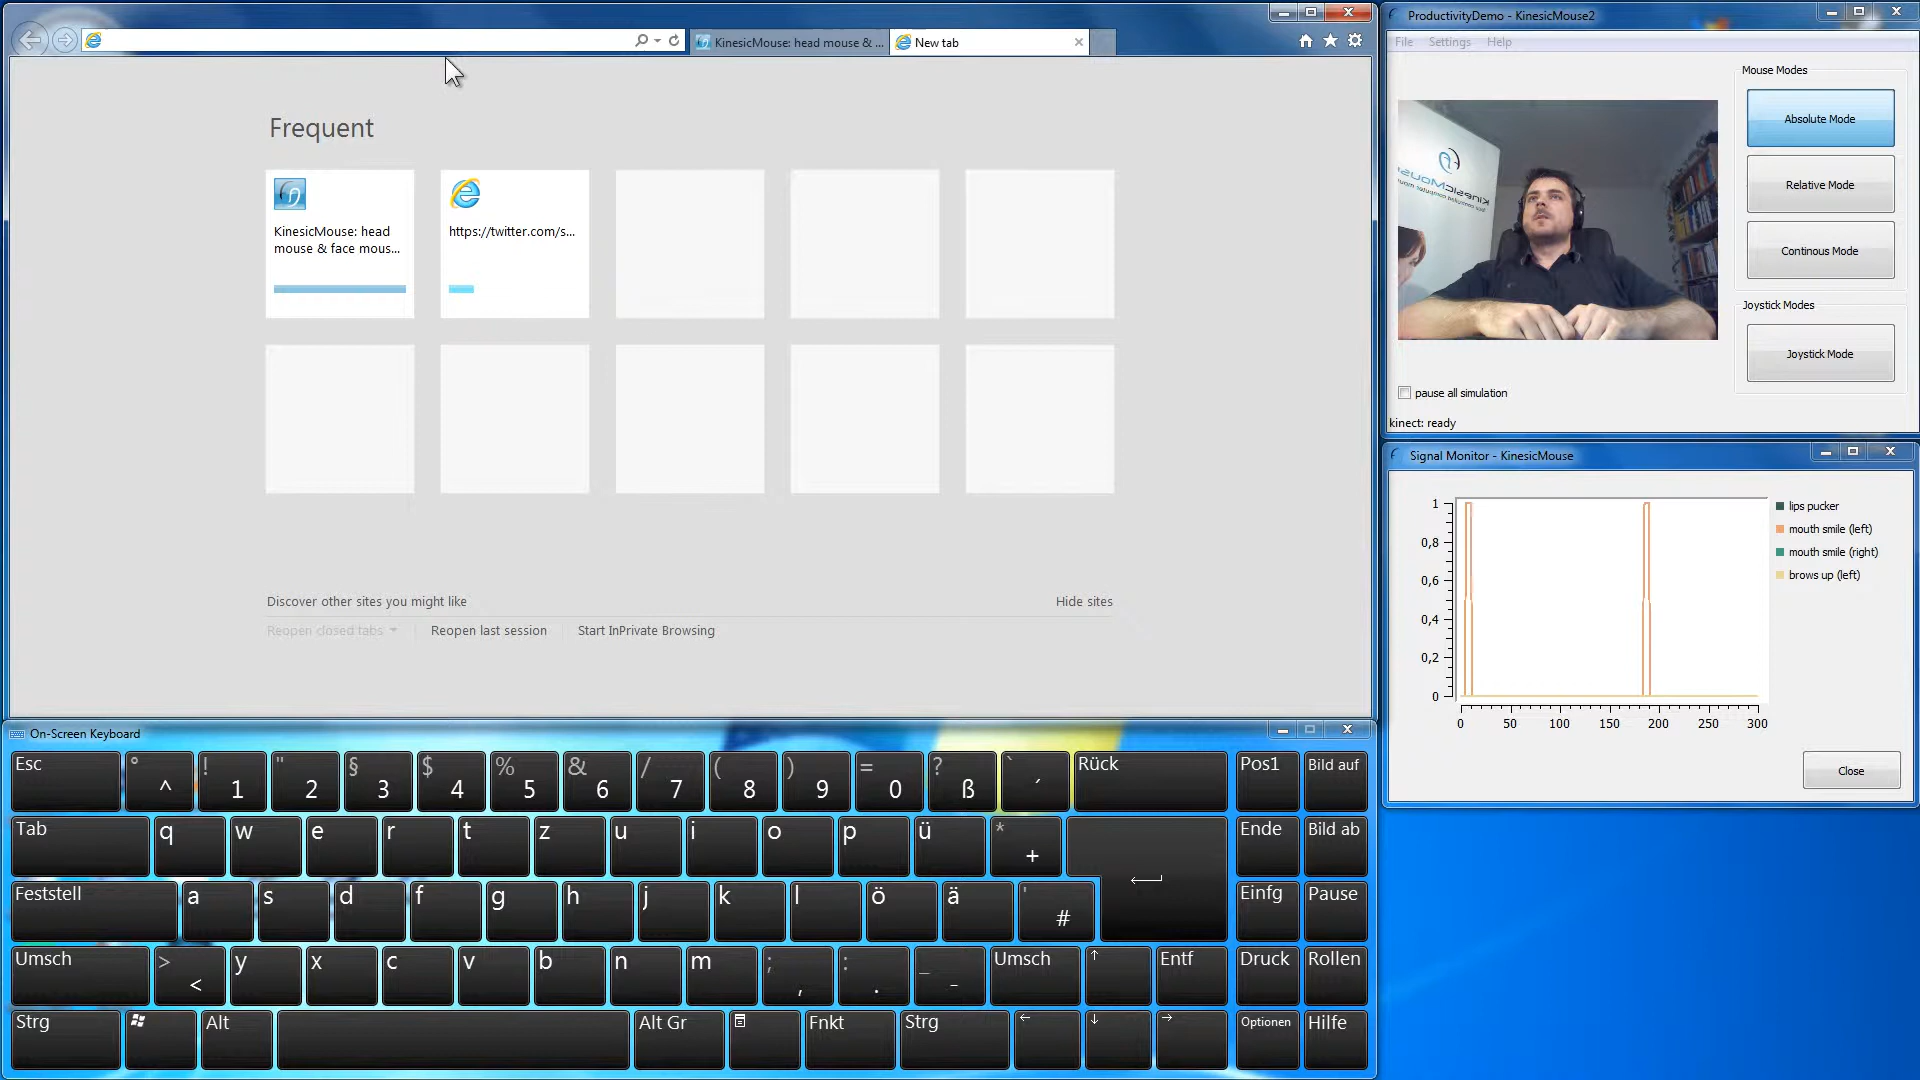 KinesicMouse: head mouse & ...
New tab
Frequent
KinesicMouse: head
mouse & face mous...
https://twitter.com/s...
Discover other sites you might like
Hide sites
Reopen closed tabs
Reopen last session
Start InPrivate Browsing
ProductivityDemo - KinesicMouse2
File Settings Help
Mouse Modes
Absolute Mode
Relative Mode
Continous Mode
Joystick Modes
Joystick Mode
KinesicMouse
pause all simulation
kinect: ready
Signal Monitor - KinesicMouse
1
0,8
0,6
0,4
0,2
0
0 50 100 150 200 250 300
lips pucker
mouth smile (left)
mouth smile (right)
brows up (left)
Close
On-Screen Keyboard
Esc ° ^ ! 1 " 2 § 3 $ 4 % 5 & 6 / 7 ( 8 ) 9 = 0 ? ß ` ´ Rück Pos1 Bild auf
Tab q w e r t z u i o p ü * + Ende Bild ab
Feststell a s d f g h j k l ö ä ' # Einfg Pause
Umsch > < y x c v b n m ; , : . _ - Umsch ↑ Entf Druck Rollen
Strg Alt Alt Gr Fnkt Strg ← ↓ → Optionen Hilfe